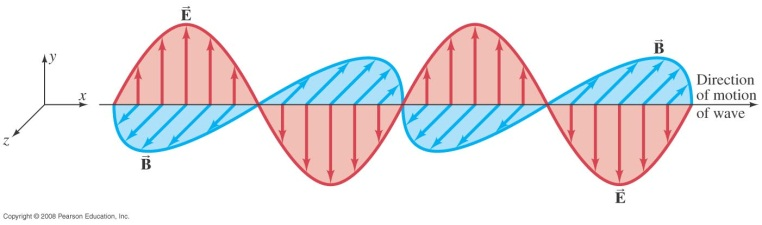 E
y
x
z
B
B
Direction
of motion
of wave
E
Copyright © 2008 Pearson Education, Inc.